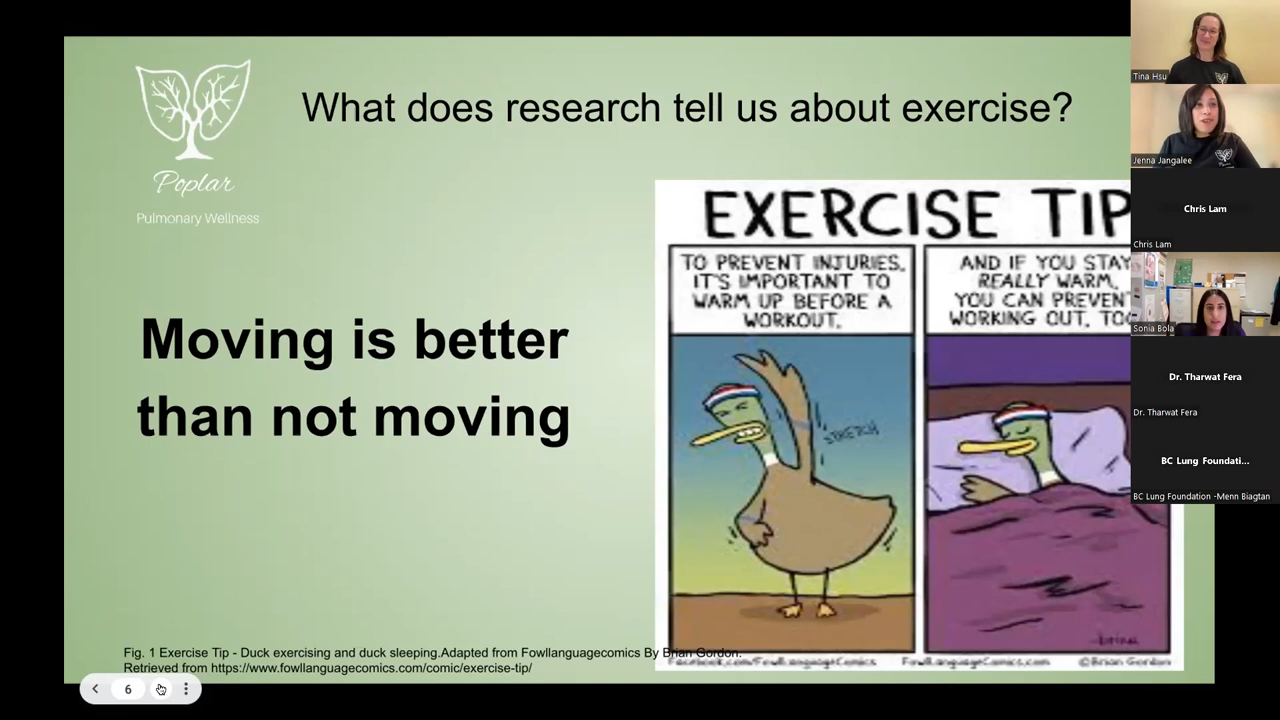 What does research tell us about exercise?
Poplar
Pulmonary Wellness
Moving is better
than not moving
EXERCISE TIP
TO PREVENT INJURIES,
IT'S IMPORTANT TO
WARM UP BEFORE A
WORKOUT.
STRETCH
AND IF YOU STAY
REALLY WARM,
YOU CAN PREVENT
WORKING OUT, TOO
Facebook.com/FowlLanguageComics
FowlLanguageComics.com
©Brian Gordon
Fig. 1 Exercise Tip - Duck exercising and duck sleeping.Adapted from Fowllanguagecomics By Brian Gordon.
Retrieved from https://www.fowllanguagecomics.com/comic/exercise-tip/
6
Tina Hsu
Jenna Jangalee
Chris Lam
Chris Lam
Sonia Bola
Dr. Tharwat Fera
Dr. Tharwat Fera
BC Lung Foundati...
BC Lung Foundation -Menn Biagtan